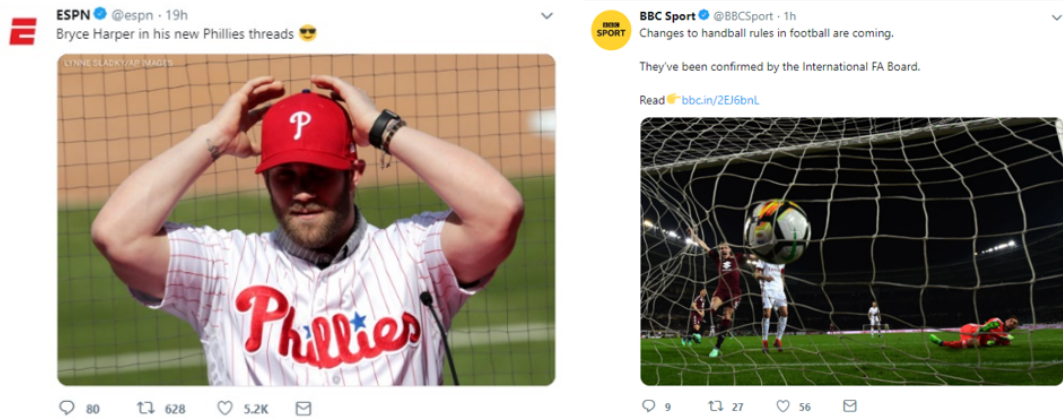 ESPN @espn · 19h
Bryce Harper in his new Phillies threads 😎
LYNNE SLADKY/AP IMAGES
P
Phillies
80 628 5.2K
BBC SPORT
BBC Sport @BBCSport · 1h
Changes to handball rules in football are coming.
They've been confirmed by the International FA Board.
Read👉bbc.in/2EJ6bnL
9 27 56